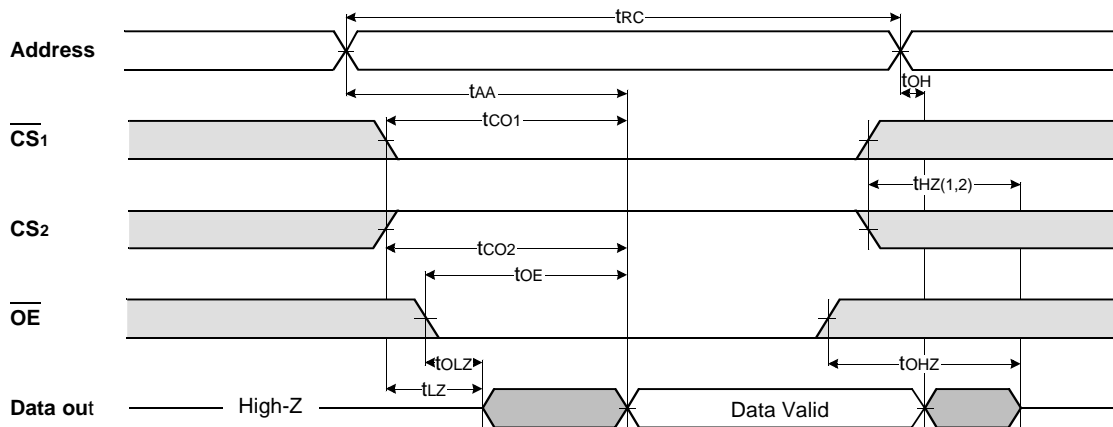 tRC
Address
tOH
tAA
tCO1
CS1
tHZ(1,2)
CS2
tCO2
tOE
OE
tOLZ
tOHZ
tLZ
Data out High-Z Data Valid